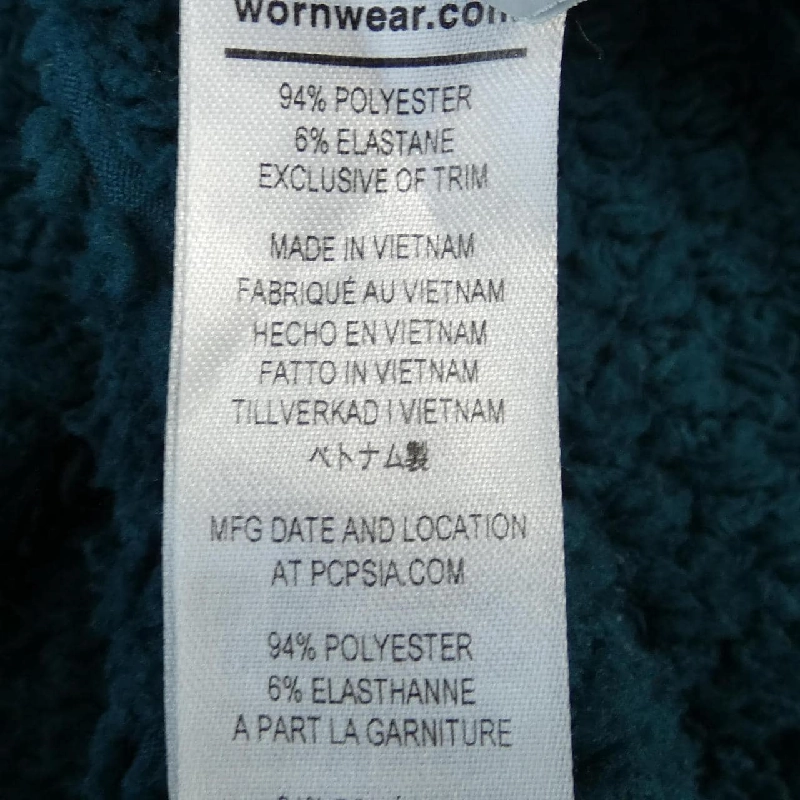 wornwear.com
94% POLYESTER
6% ELASTANE
EXCLUSIVE OF TRIM
MADE IN VIETNAM
FABRIQUÉ AU VIETNAM
HECHO EN VIETNAM
FATTO IN VIETNAM
TILLVERKAD I VIETNAM
ベトナム製
MFG DATE AND LOCATION
AT PCPSIA.COM
94% POLYESTER
6% ELASTHANNE
A PART LA GARNITURE